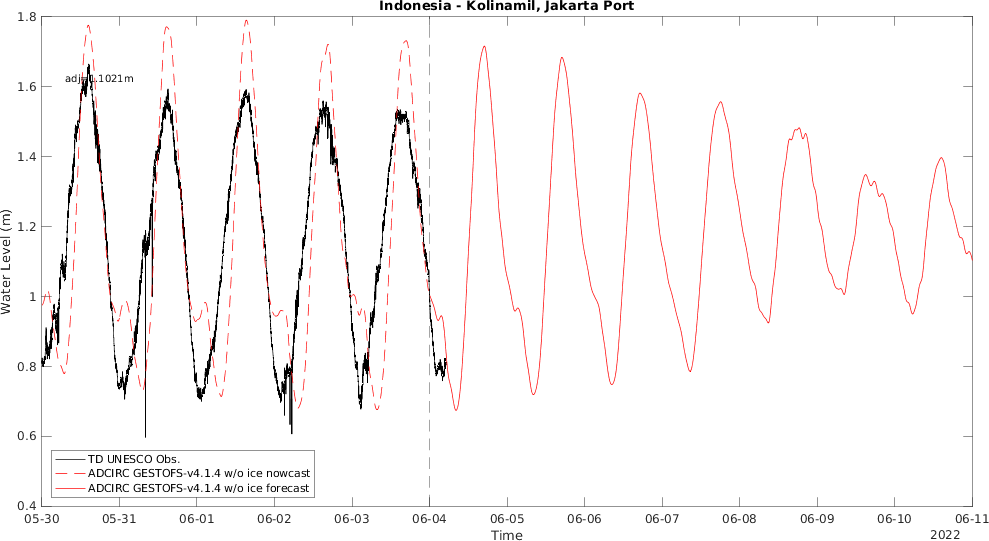 Indonesia - Kolinamil, Jakarta Port
1.8
1.6
1.4
1.2
1
0.8
0.6
0.4
Water Level (m)
adj=1.1021m
TD UNESCO Obs.
ADCIRC GESTOFS-v4.1.4 w/o ice nowcast
ADCIRC GESTOFS-v4.1.4 w/o ice forecast
05-30 05-31 06-01 06-02 06-03 06-04 06-05 06-06 06-07 06-08 06-09 06-10 06-11
Time
2022